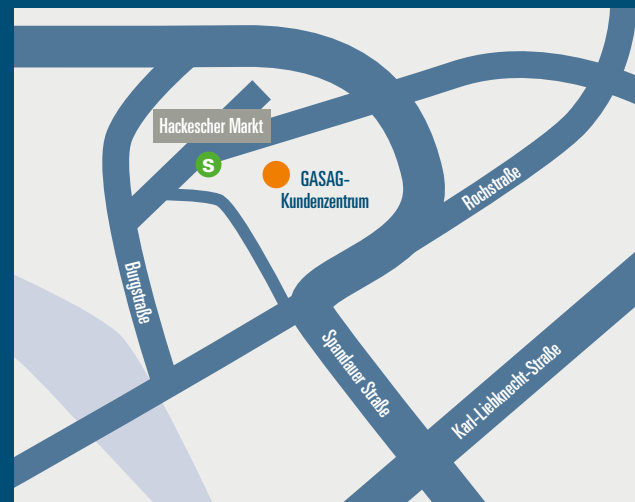 Hackescher Markt
S
GASAG-
Kundenzentrum
Rochstraße
Burgstraße
Spandauer Straße
Karl-Liebknecht-Straße